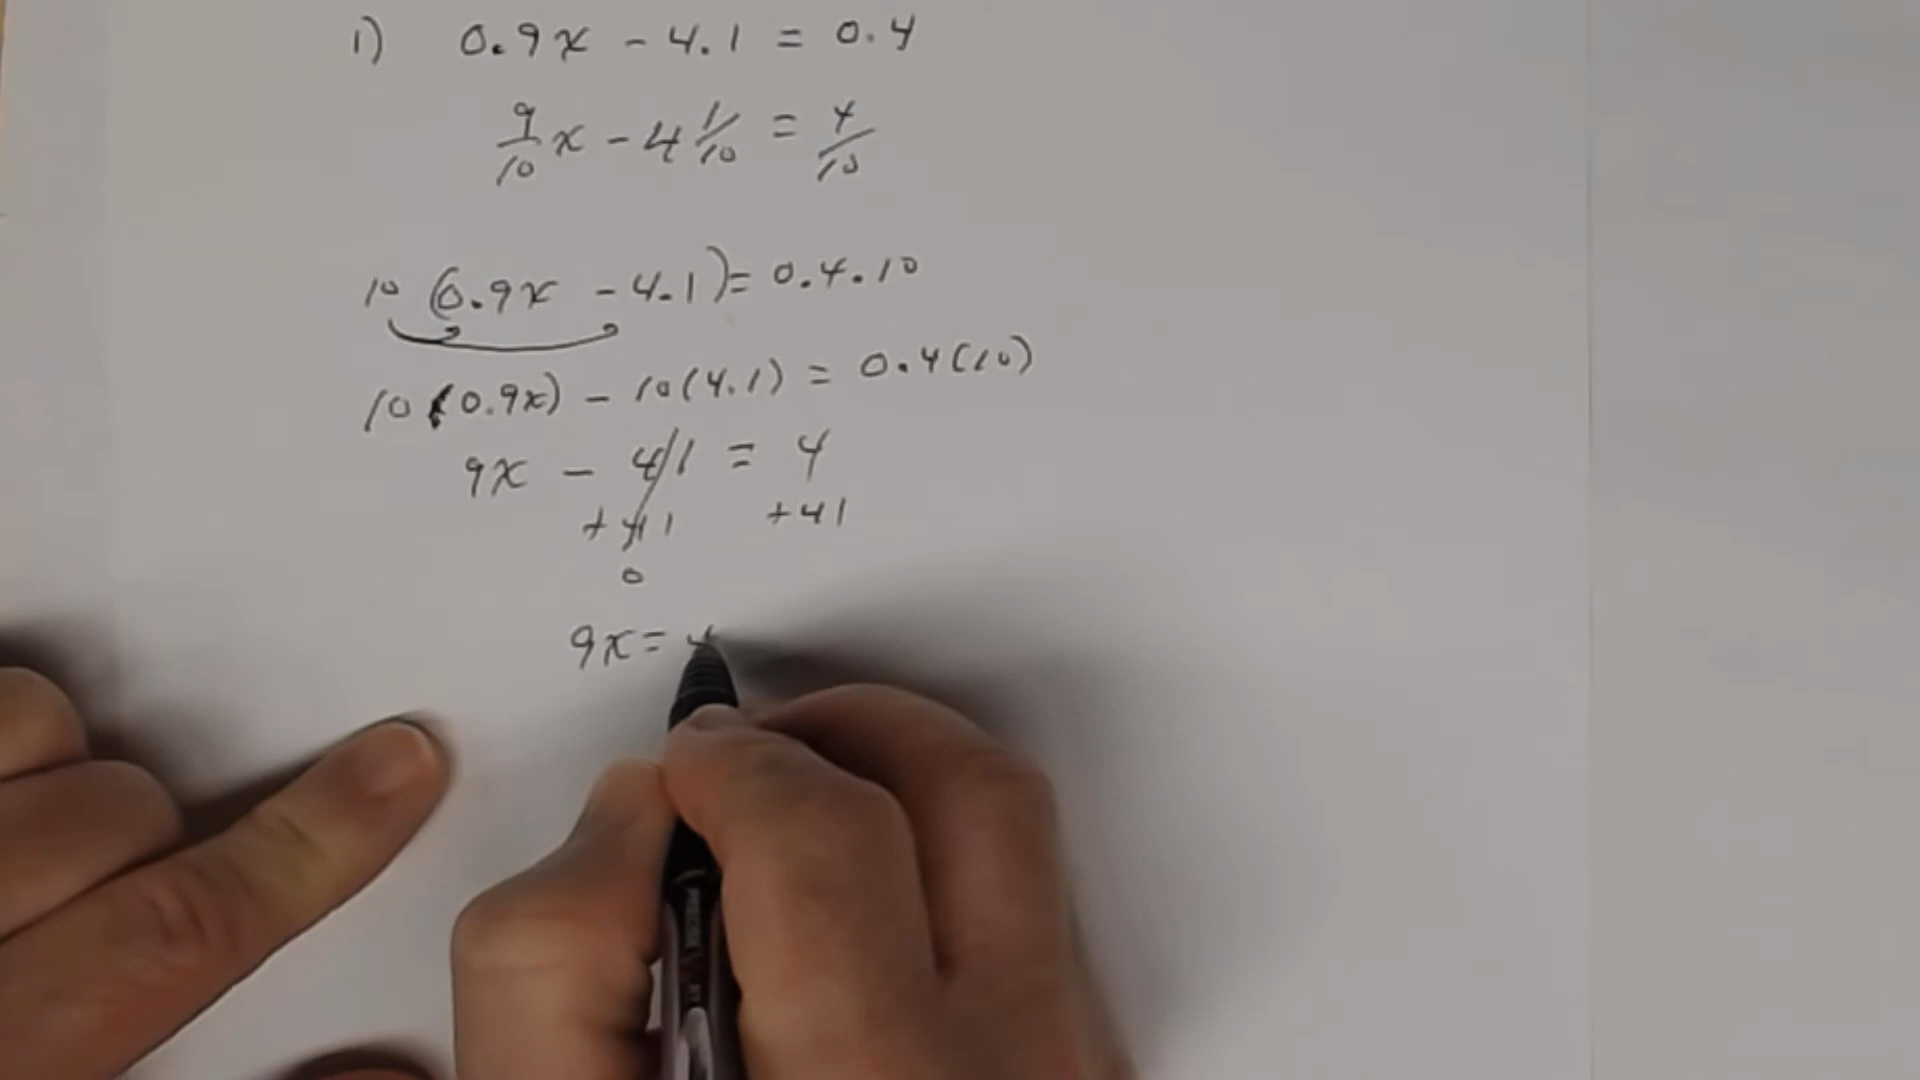 1) 0.9x - 4.1 = 0.4
9/10 x - 4 1/10 = 4/10
10 (0.9x - 4.1) = 0.4 . 10
10 (0.9x) - 10(4.1) = 0.4(10)
9x - 41 = 4
+41 +41
0
9x = 4
PRECISE V